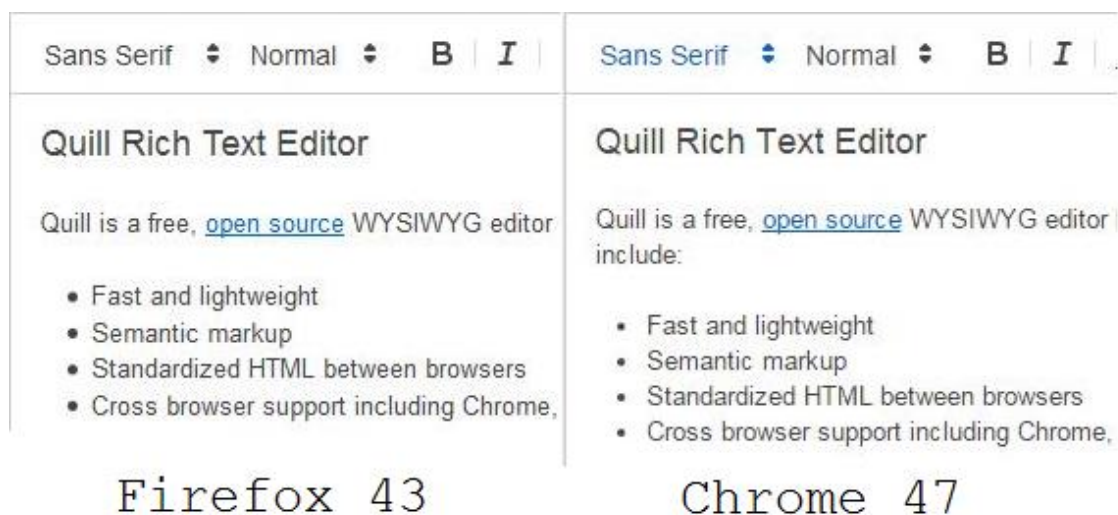 Sans Serif Normal B I
Quill Rich Text Editor
Quill is a free, open source WYSIWYG editor
• Fast and lightweight
• Semantic markup
• Standardized HTML between browsers
• Cross browser support including Chrome,
Firefox 43
Sans Serif Normal B I
Quill Rich Text Editor
Quill is a free, open source WYSIWYG editor
include:
• Fast and lightweight
• Semantic markup
• Standardized HTML between browsers
• Cross browser support including Chrome,
Chrome 47